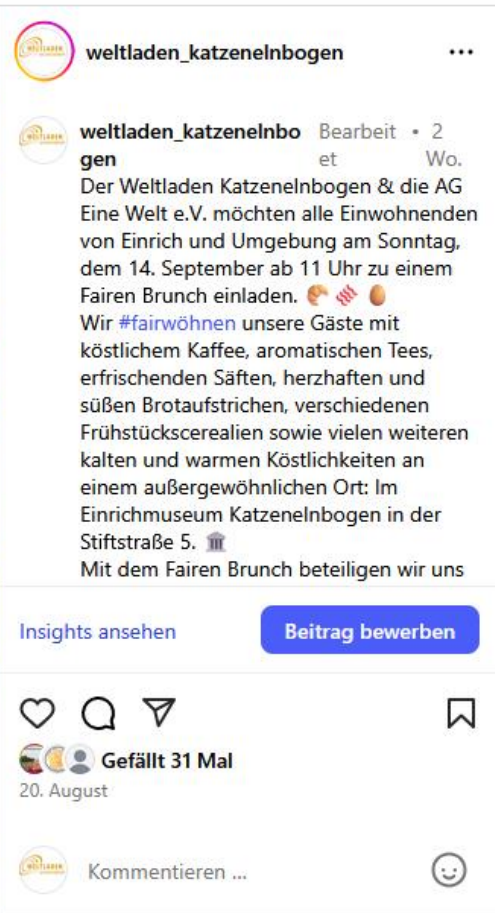 weltladen_katzenelnbogen
weltladen_katzenelnbo Bearbeit • 2
gen et Wo.
Der Weltladen Katzenelnbogen & die AG
Eine Welt e.V. möchten alle Einwohnenden
von Einrich und Umgebung am Sonntag,
dem 14. September ab 11 Uhr zu einem
Fairen Brunch einladen. 🥐 🥓 🥚
Wir #fairwöhnen unsere Gäste mit
köstlichem Kaffee, aromatischen Tees,
erfrischenden Säften, herzhaften und
süßen Brotaufstrichen, verschiedenen
Frühstückscerealien sowie vielen weiteren
kalten und warmen Köstlichkeiten an
einem außergewöhnlichen Ort: Im
Einrichmuseum Katzenelnbogen in der
Stiftstraße 5. 🏛️
Mit dem Fairen Brunch beteiligen wir uns
Insights ansehen
Beitrag bewerben
Gefällt 31 Mal
20. August
Kommentieren ...